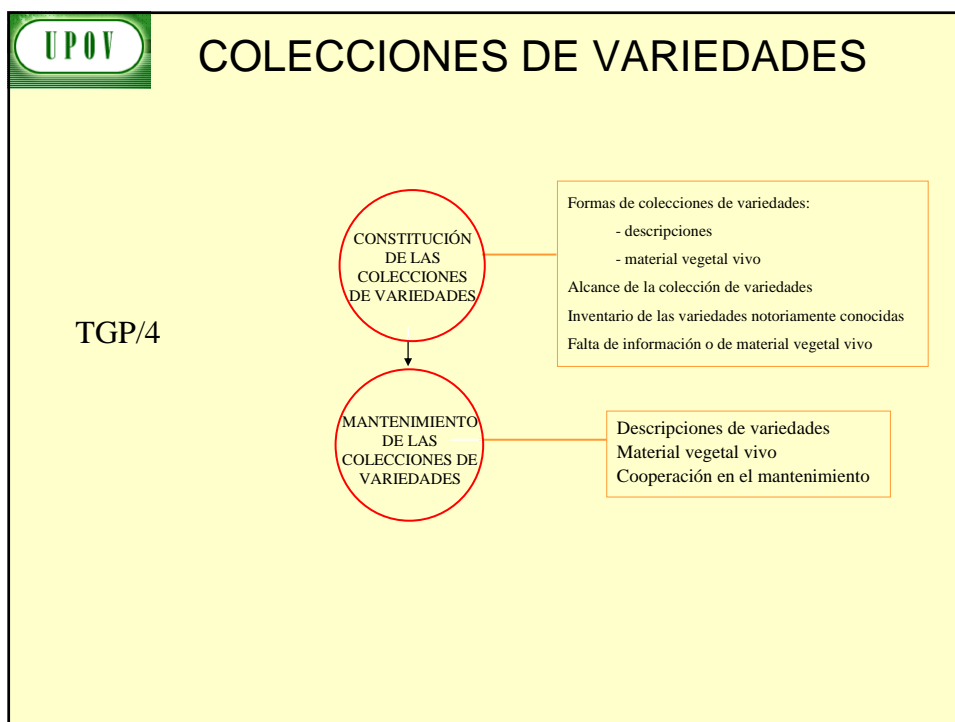 UPOV
COLECCIONES DE VARIEDADES
TGP/4
CONSTITUCIÓN
DE LAS
COLECCIONES
DE VARIEDADES
Formas de colecciones de variedades:
- descripciones
- material vegetal vivo
Alcance de la colección de variedades
Inventario de las variedades notoriamente conocidas
Falta de información o de material vegetal vivo
MANTENIMIENTO
DE LAS
COLECCIONES DE
VARIEDADES
Descripciones de variedades
Material vegetal vivo
Cooperación en el mantenimiento